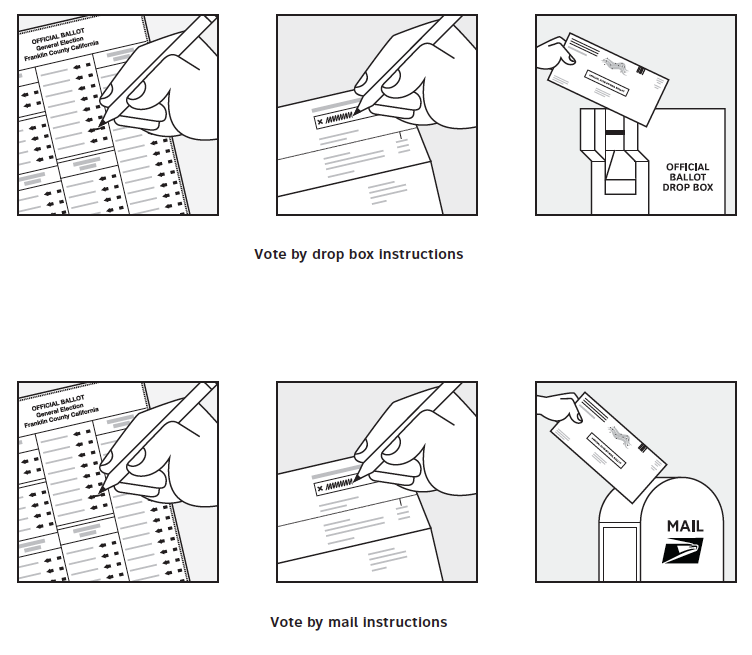 OFFICIAL BALLOT
General Election
Franklin County California
X
OFFICIAL
BALLOT
DROP BOX
Vote by drop box instructions
OFFICIAL BALLOT
General Election
Franklin County California
X
MAIL
Vote by mail instructions